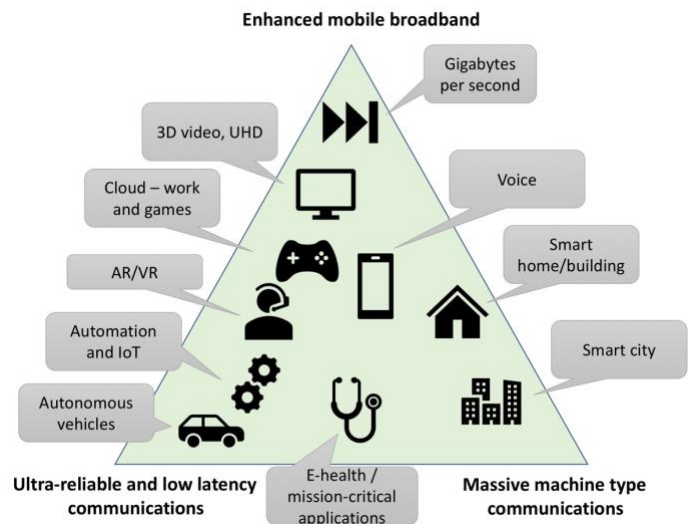 Enhanced mobile broadband
Gigabytes
per second
3D video, UHD
Cloud – work
and games
Voice
AR/VR
Smart
home/building
Automation
and IoT
Smart city
Autonomous
vehicles
E-health /
mission-critical
applications
Ultra-reliable and low latency
communications
Massive machine type
communications